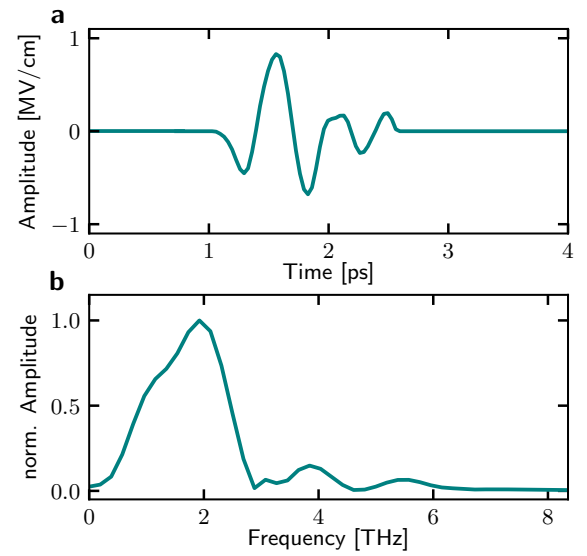 a
Amplitude [MV/cm]
1
0
−1
0
1
2
3
4
Time [ps]
b
norm. Amplitude
1.0
0.5
0.0
0
2
4
6
8
Frequency [THz]